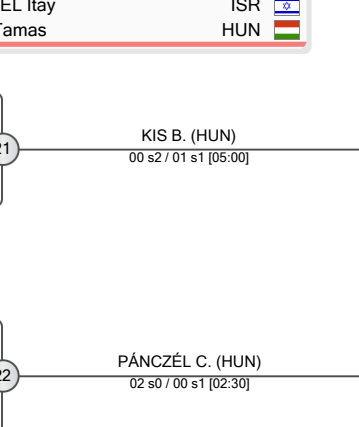 Itay ISR
Tamas HUN
KIS B. (HUN)
00 s2 / 01 s1 [05:00]
PÁNCZÉL C. (HUN)
02 s0 / 00 s1 [02:30]